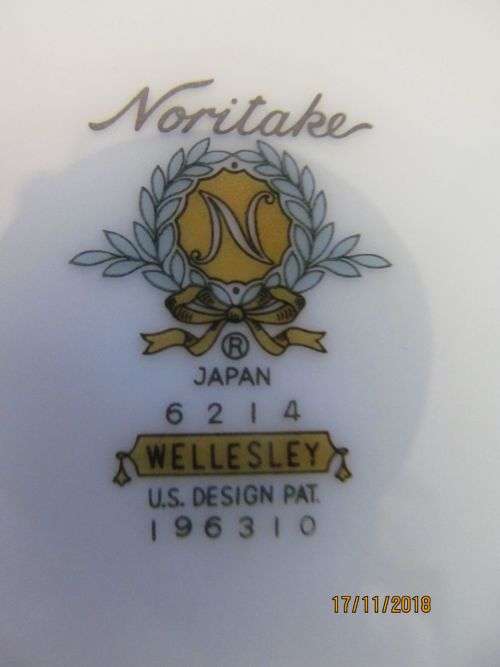 Noritake
N
®
JAPAN
6214
WELLESLEY
U.S. DESIGN PAT.
196310
17/11/2018